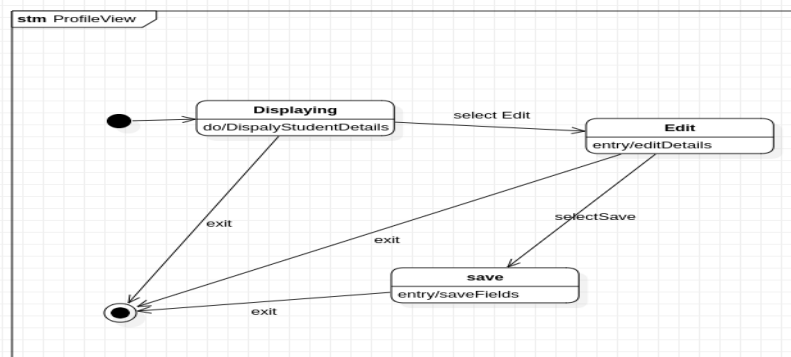 stm ProfileView
Displaying
do/DispalyStudentDetails
select Edit
Edit
entry/editDetails
selectSave
exit
exit
save
entry/saveFields
exit